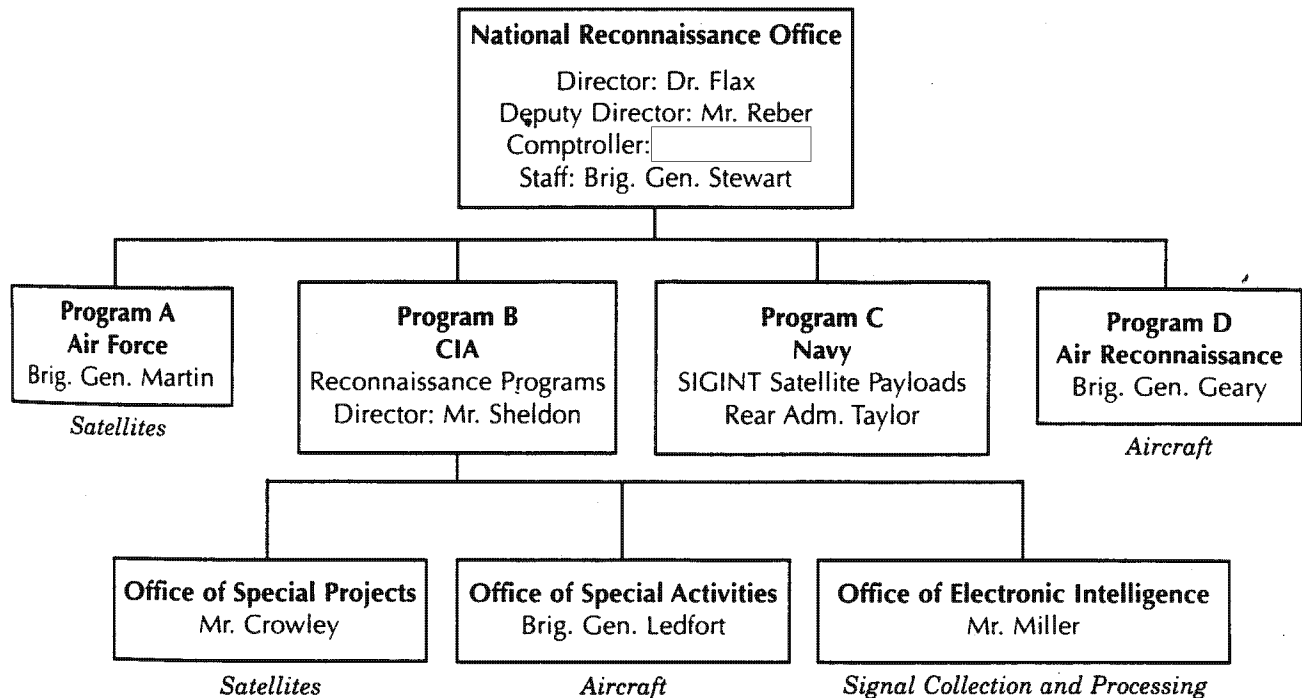 National Reconnaissance Office
Director: Dr. Flax
Deputy Director: Mr. Reber
Comptroller:
Staff: Brig. Gen. Stewart
Program A
Air Force
Brig. Gen. Martin
Satellites
Program B
CIA
Reconnaissance Programs
Director: Mr. Sheldon
Program C
Navy
SIGINT Satellite Payloads
Rear Adm. Taylor
Program D
Air Reconnaissance
Brig. Gen. Geary
Aircraft
Office of Special Projects
Mr. Crowley
Satellites
Office of Special Activities
Brig. Gen. Ledfort
Aircraft
Office of Electronic Intelligence
Mr. Miller
Signal Collection and Processing